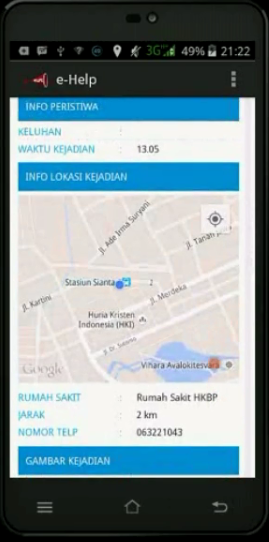 3G 49% 21:22
e-Help
INFO PERISTIWA
KELUHAN :
WAKTU KEJADIAN : 13.05
INFO LOKASI KEJADIAN
Jl. Ade Irma Suryani
Jl. Tanah
Stasiun Siantar
2
Jl. Merdeka
Jl. Kartini
Huria Kristen
Indonesia (HKI)
Jl. Dr. Sutomo
Vihara Avalokitesvara
Google
RUMAH SAKIT : Rumah Sakit HKBP
JARAK : 2 km
NOMOR TELP : 063221043
GAMBAR KEJADIAN